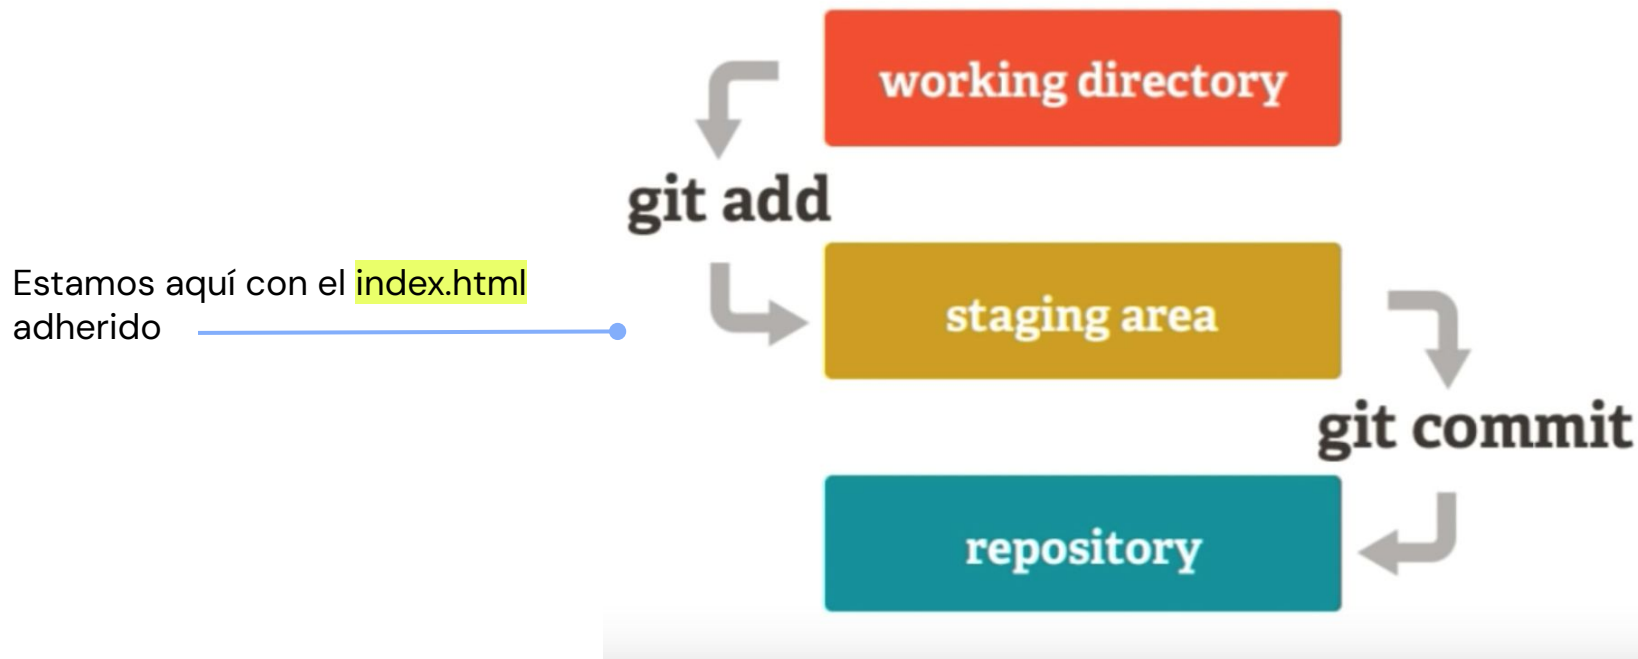 working directory
git add
Estamos aquí con el index.html
adherido
staging area
git commit
repository